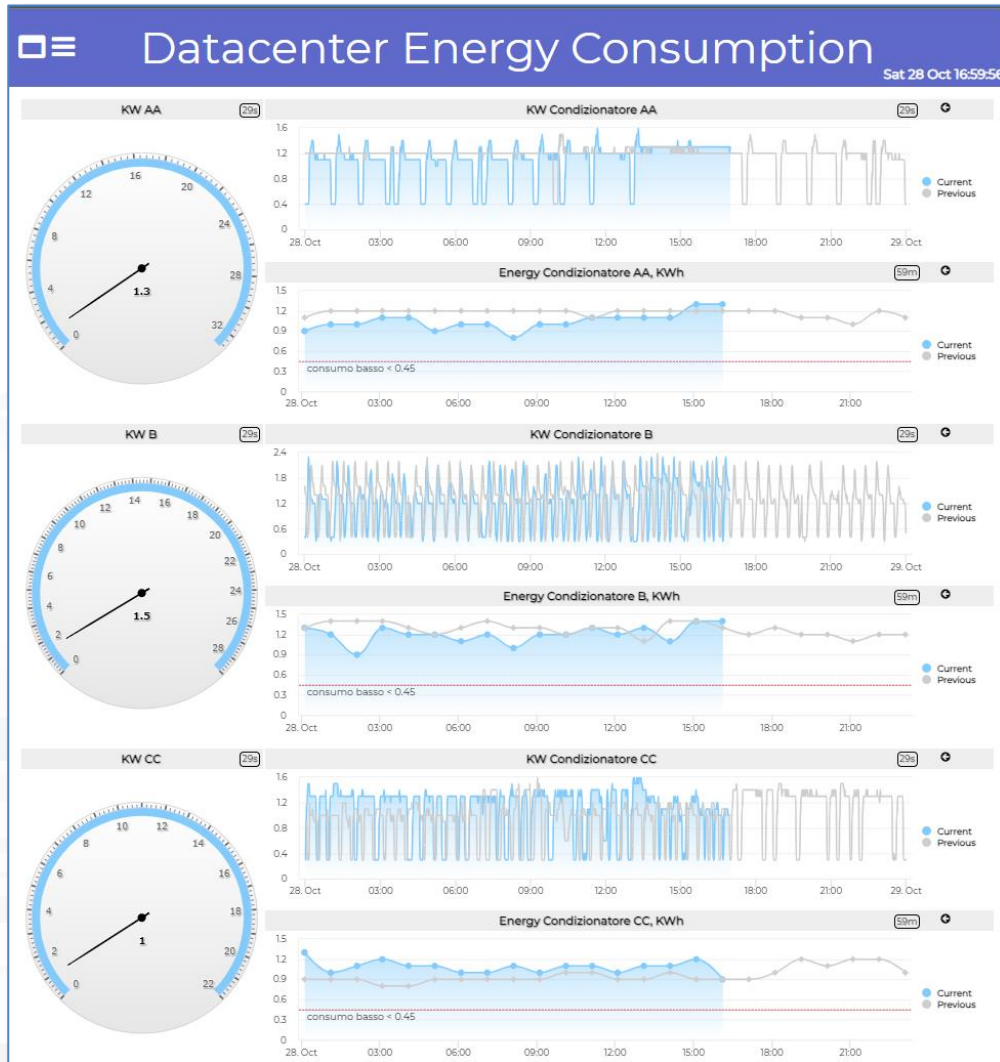 Datacenter Energy Consumption
Sat 28 Oct 16:59:56
KW AA 29s
0 4 8 12 16 20 24 28 32
1.3
KW Condizionatore AA 29s
1.6
1.2
0.8
0.4
0
28. Oct 03:00 06:00 09:00 12:00 15:00 18:00 21:00 29. Oct
Current
Previous
Energy Condizionatore AA, KWh 59m
1.5
1.2
0.9
0.6
0.3
0
consumo basso < 0.45
28. Oct 03:00 06:00 09:00 12:00 15:00 18:00 21:00
Current
Previous
KW B 29s
0 2 4 6 8 10 12 14 16 18 20 22 24 26 28
1.5
KW Condizionatore B 29s
2.4
1.8
1.2
0.6
0
28. Oct 03:00 06:00 09:00 12:00 15:00 18:00 21:00 29. Oct
Current
Previous
Energy Condizionatore B, KWh 59m
1.5
1.2
0.9
0.6
0.3
0
consumo basso < 0.45
28. Oct 03:00 06:00 09:00 12:00 15:00 18:00 21:00
Current
Previous
KW CC 29s
0 2 4 6 8 10 12 14 16 18 20 22
1
KW Condizionatore CC 29s
1.6
1.2
0.8
0.4
0
28. Oct 03:00 06:00 09:00 12:00 15:00 18:00 21:00 29. Oct
Current
Previous
Energy Condizionatore CC, KWh 59m
1.5
1.2
0.9
0.6
0.3
0
consumo basso < 0.45
28. Oct 03:00 06:00 09:00 12:00 15:00 18:00 21:00
Current
Previous